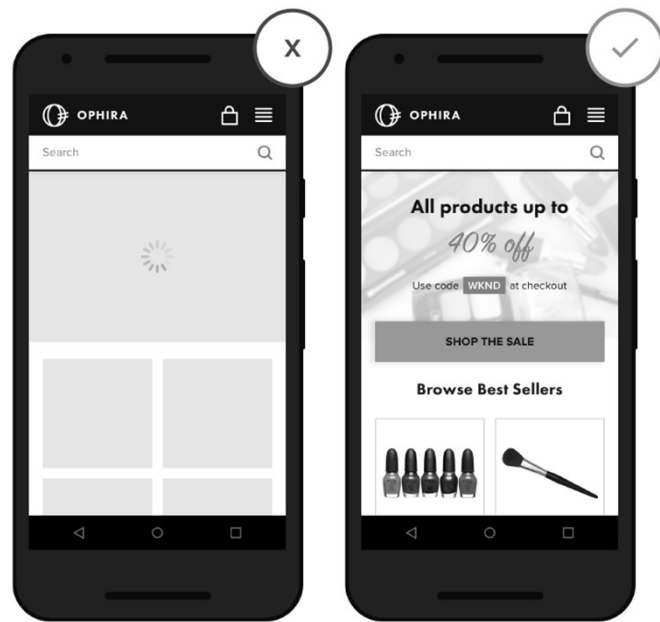 X
OPHIRA
Search
OPHIRA
Search
All products up to
40% off
Use code WKND at checkout
SHOP THE SALE
Browse Best Sellers